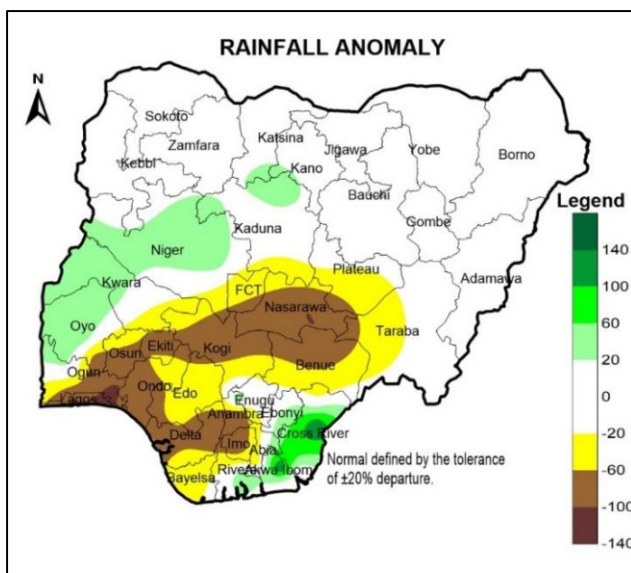 RAINFALL ANOMALY
N
Sokoto
Katsina
Zamfara
Jigawa
Yobe
Borno
Kebbi
Kano
Bauchi
Gombe
Legend
Kaduna
Niger
Plateau
Adamawa
140
Kwara
FCT
100
Nasarawa
Oyo
Taraba
60
Osun
Ekiti
Kogi
20
Ogun
Benue
Ondo
Edo
0
Lagos
Enugu
Anambra
Ebonyi
Delta
Imo
Cross River
-20
Abia
Normal defined by the tolerance
of ±20% departure.
Bayelsa
Rivers
Akwa Ibom
-60
-100
-140